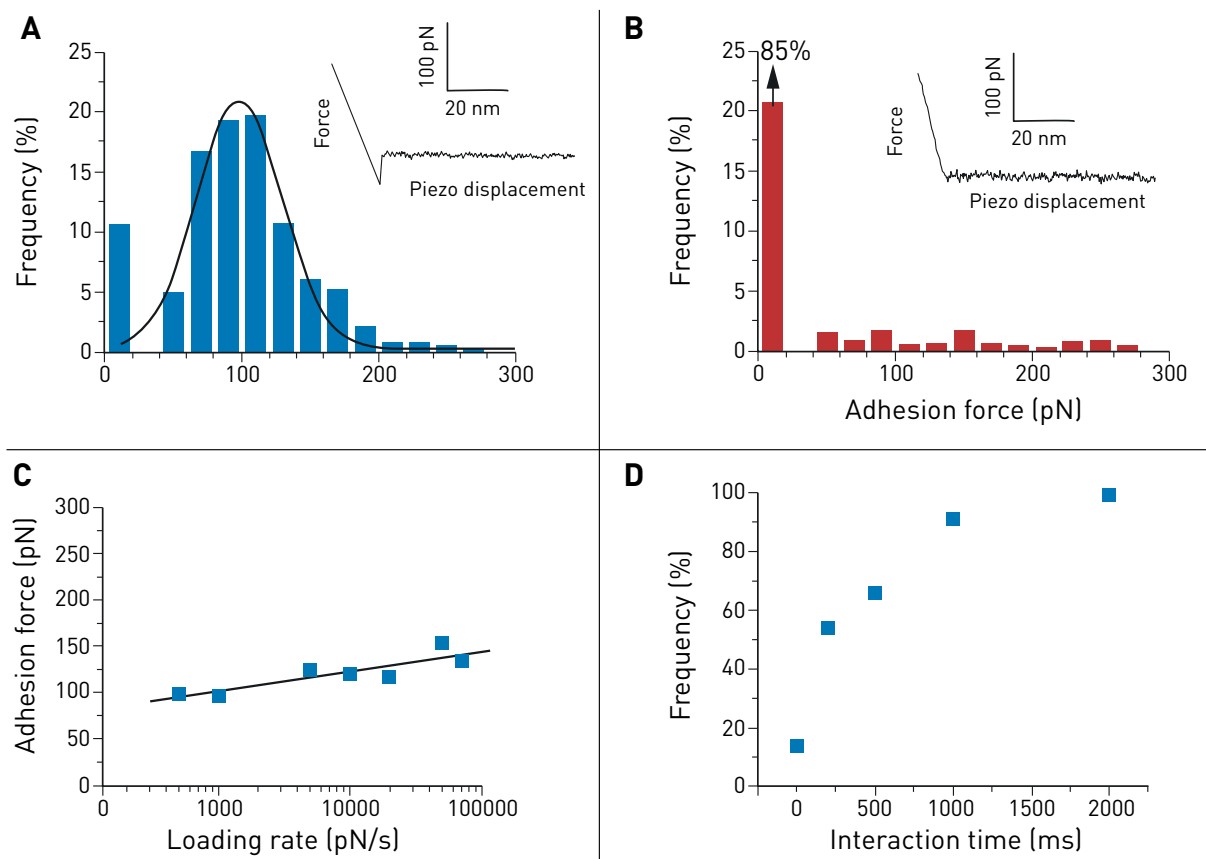 A
Frequency (%)
25
20
15
10
5
0
0 100 200 300
Force
100 pN
20 nm
Piezo displacement
B
85%
Frequency (%)
25
20
15
10
5
0
0 100 200 300
Adhesion force (pN)
Force
100 pN
20 nm
Piezo displacement
C
Adhesion force (pN)
300
250
200
150
100
50
0
0 1000 10000 100000
Loading rate (pN/s)
D
Frequency (%)
100
80
60
40
20
0
0 500 1000 1500 2000
Interaction time (ms)